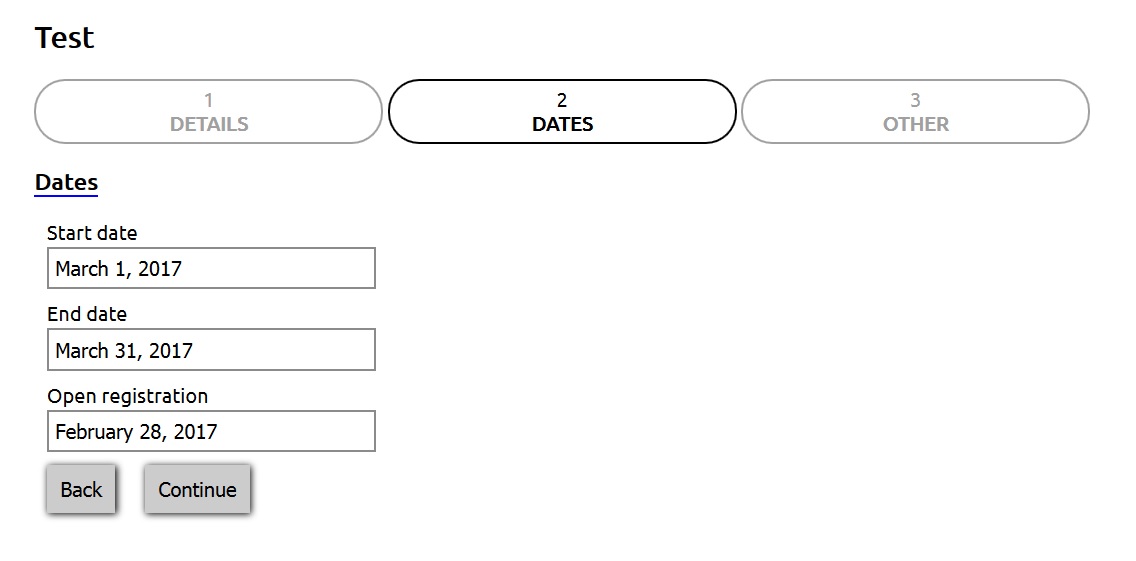 Test
1 2 3
DETAILS DATES OTHER
Dates
Start date
March 1, 2017
End date
March 31, 2017
Open registration
February 28, 2017
Back Continue